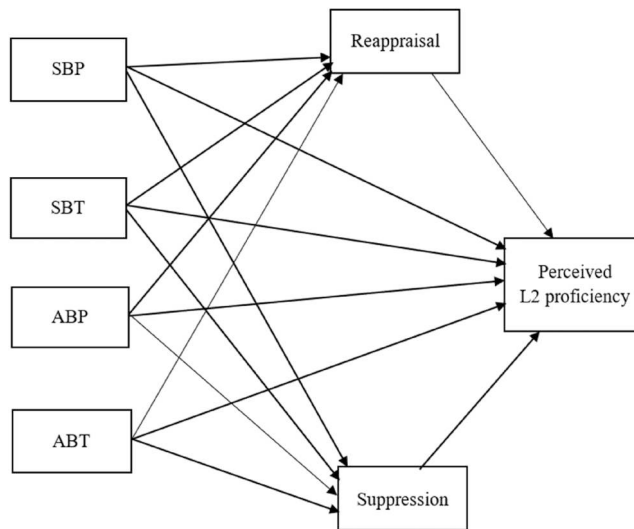 Reappraisal
SBP
SBT
Perceived
L2 proficiency
ABP
ABT
Suppression